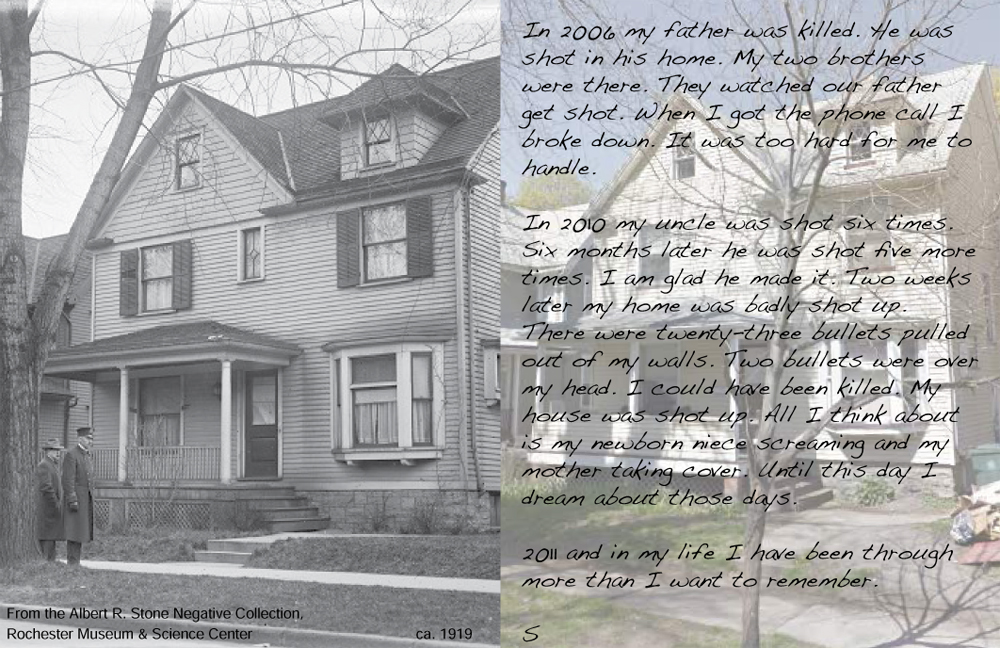 In 2006 my father was killed. He was
shot in his home. My two brothers
were there. They watched our father
get shot. When I got the phone call I
broke down. It was too hard for me to
handle.
In 2010 my uncle was shot six times.
Six months later he was shot five more
times. I am glad he made it. Two weeks
later my home was badly shot up.
There were twenty-three bullets pulled
out of my walls. Two bullets were over
my head. I could have been killed. My
house was shot up. All I think about
is my newborn niece screaming and my
mother taking cover. Until this day I
dream about those days.
2011 and in my life I have been through
more than I want to remember.
S
From the Albert R. Stone Negative Collection,
Rochester Museum & Science Center
ca. 1919